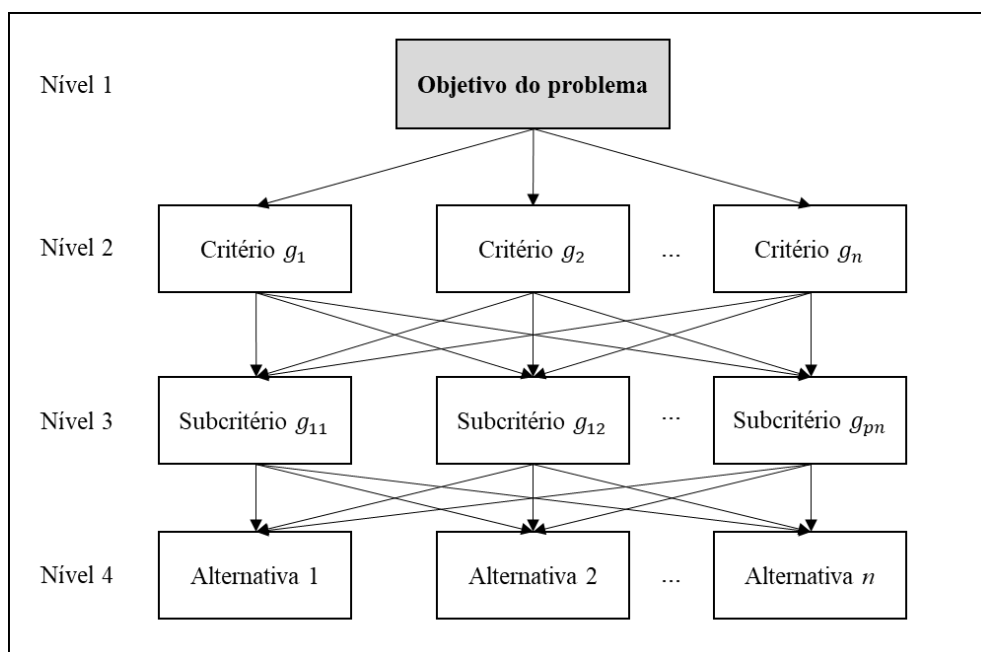 Nível 1 Objetivo do problema
Nível 2 Critério g₁ Critério g₂ ... Critério gₙ
Nível 3 Subcritério g₁₁ Subcritério g₁₂ ... Subcritério gₚₙ
Nível 4 Alternativa 1 Alternativa 2 ... Alternativa n